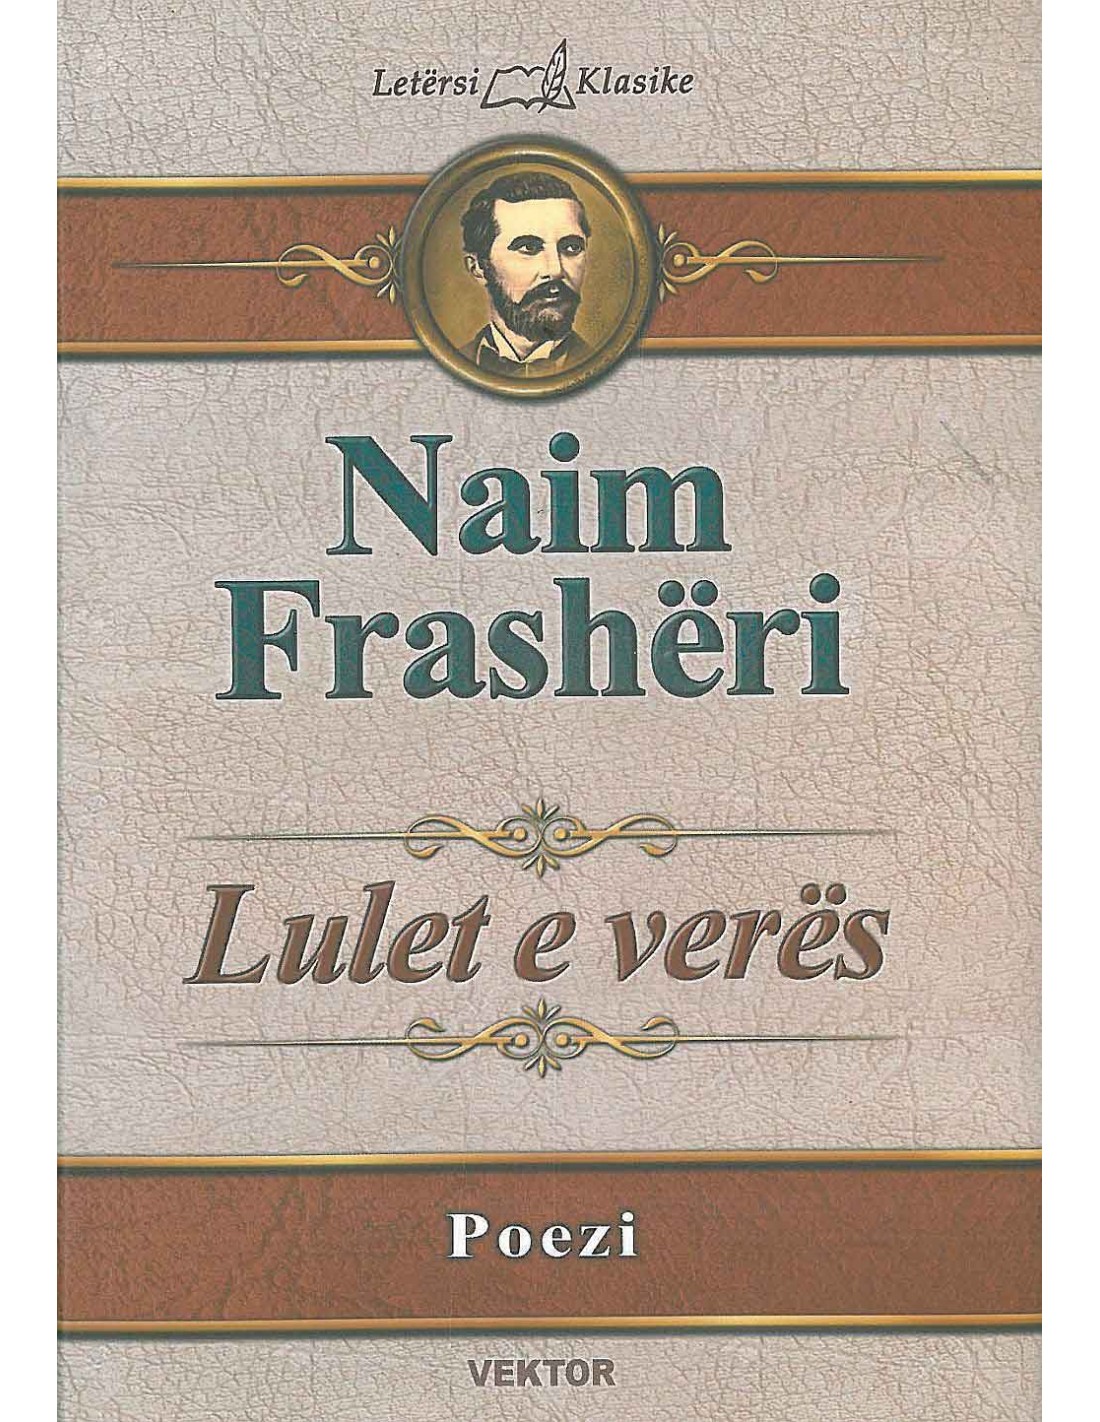 Letërsi Klasike
Naim
Frashëri
Lulet e verës
Poezi
VEKTOR